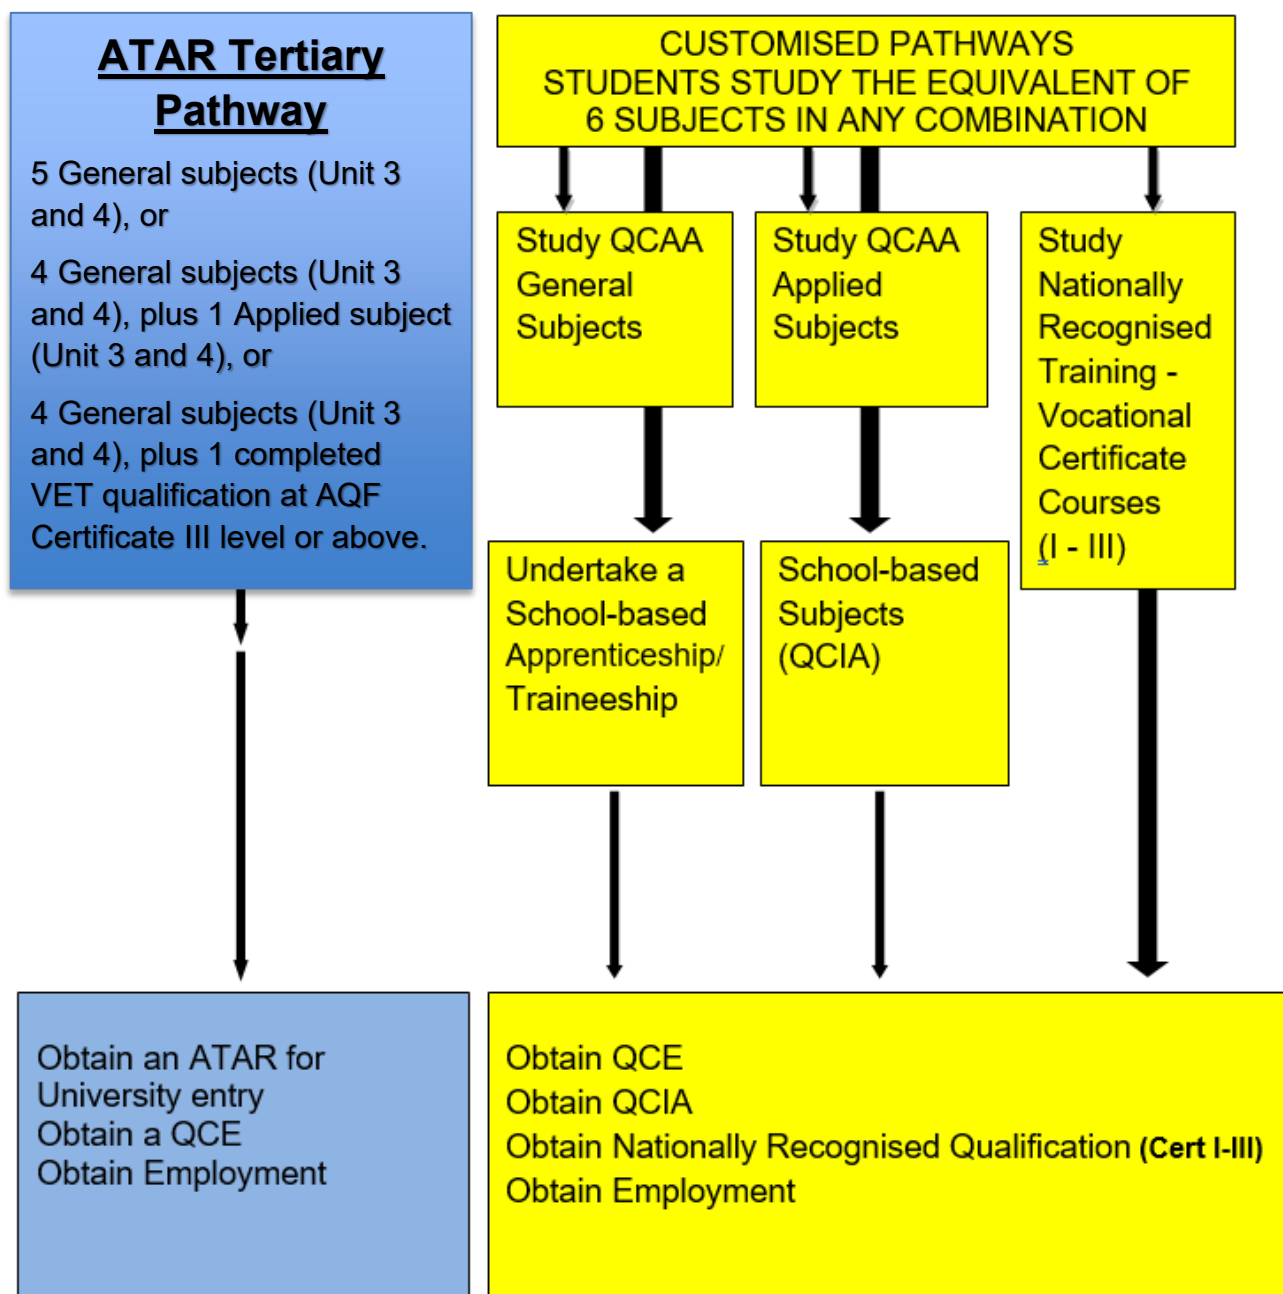 ATAR Tertiary
Pathway
5 General subjects (Unit 3
and 4), or
4 General subjects (Unit 3
and 4), plus 1 Applied subject
(Unit 3 and 4), or
4 General subjects (Unit 3
and 4), plus 1 completed
VET qualification at AQF
Certificate III level or above.
CUSTOMISED PATHWAYS
STUDENTS STUDY THE EQUIVALENT OF
6 SUBJECTS IN ANY COMBINATION
Study QCAA
General
Subjects
Study QCAA
Applied
Subjects
Study
Nationally
Recognised
Training -
Vocational
Certificate
Courses
(I - III)
Undertake a
School-based
Apprenticeship/
Traineeship
School-based
Subjects
(QCIA)
Obtain an ATAR for
University entry
Obtain a QCE
Obtain Employment
Obtain QCE
Obtain QCIA
Obtain Nationally Recognised Qualification (Cert I-III)
Obtain Employment